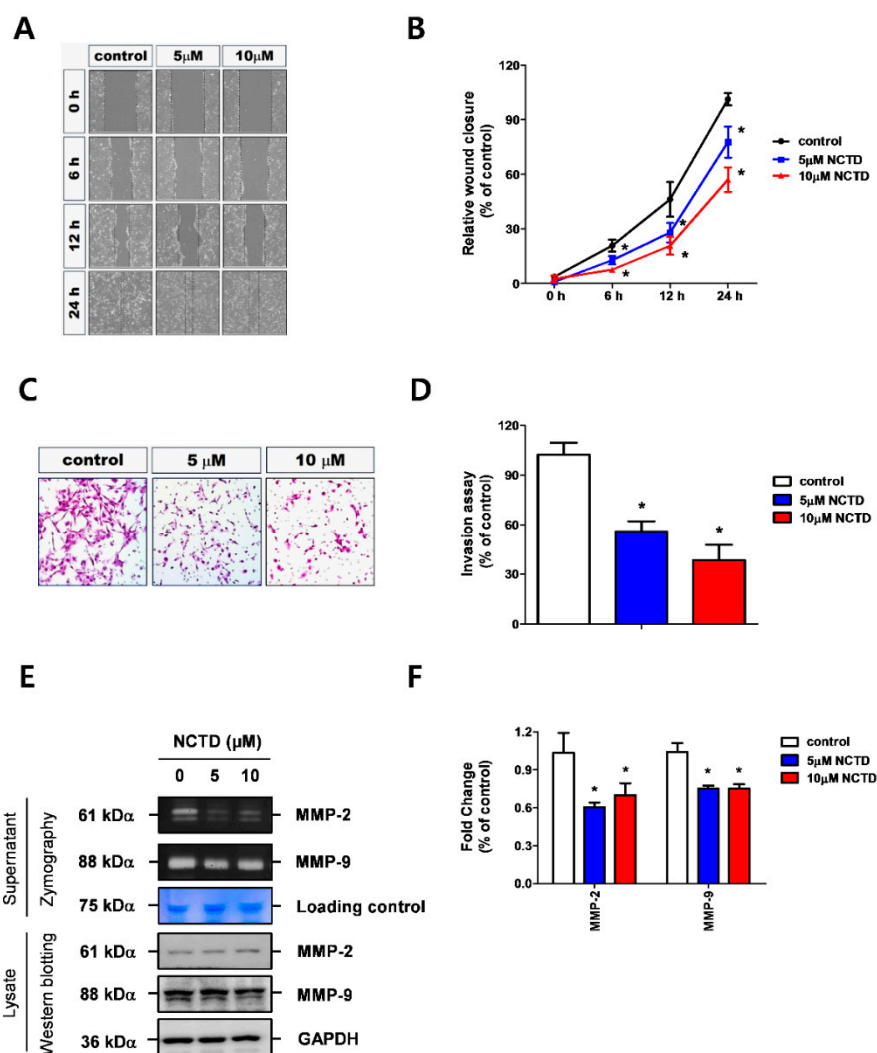 A
control 5μM 10μM
0 h
6 h
12 h
24 h
B
120
90
60
30
0
Relative wound closure
(% of control)
0 h 6 h 12 h 24 h
* * * * * *
control
5μM NCTD
10μM NCTD
C
control 5 μM 10 μM
D
120
90
60
30
0
Invasion assay
(% of control)
* *
control
5μM NCTD
10μM NCTD
E
NCTD (μM)
0 5 10
Supernatant
Zymography
61 kDα MMP-2
88 kDα MMP-9
75 kDα Loading control
Lysate
Western blotting
61 kDα MMP-2
88 kDα MMP-9
36 kDα GAPDH
F
1.2
0.9
0.6
0.3
0.0
Fold Change
(% of control)
* * * *
MMP-2 MMP-9
control
5μM NCTD
10μM NCTD